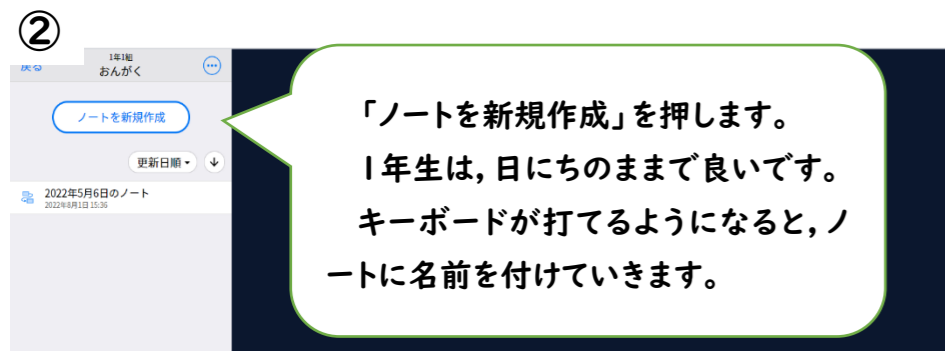 ②
戻る
1年1組
おんがく
ノートを新規作成
更新日順
2022年5月6日のノート
2022年8月1日 15:36
「ノートを新規作成」を押します。
1年生は,日にちのままで良いです。
キーボードが打てるようになると,ノ
ートに名前を付けていきます。